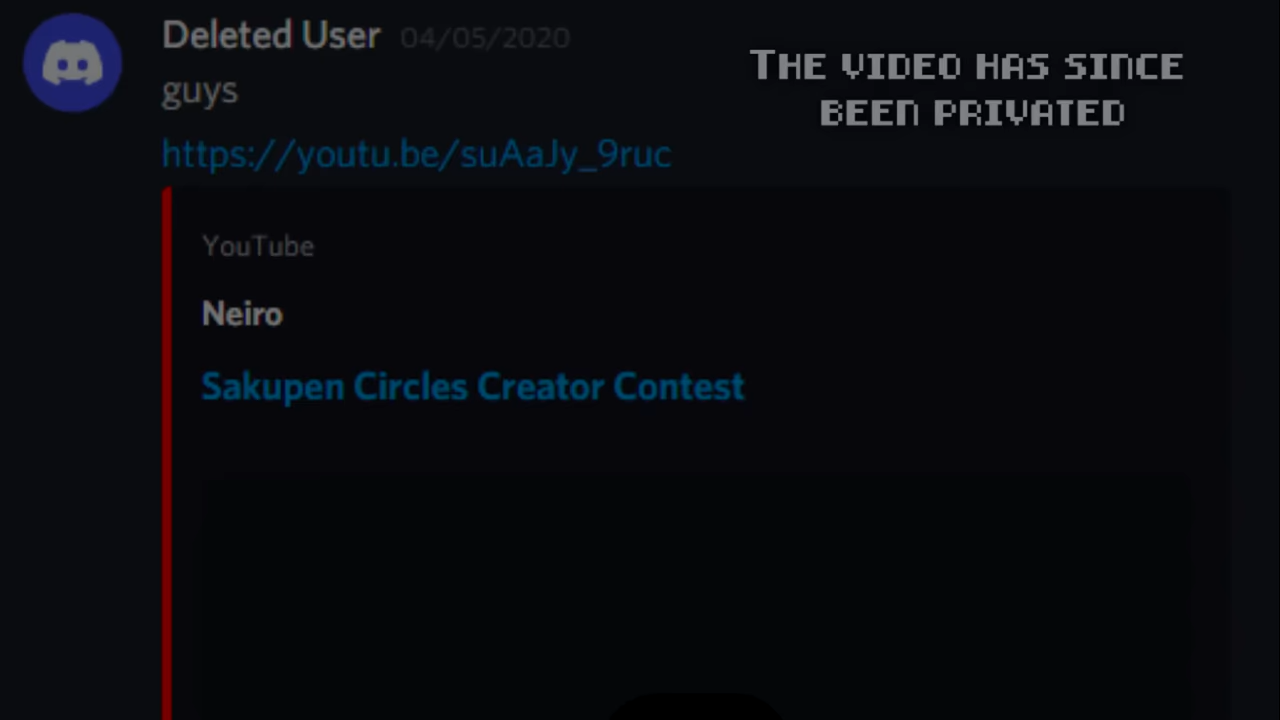 Deleted User 04/05/2020
THE VIDEO HAS SINCE
BEEN PRIVATED
guys
https://youtu.be/suAaJy_9ruc
YouTube
Neiro
Sakupen Circles Creator Contest